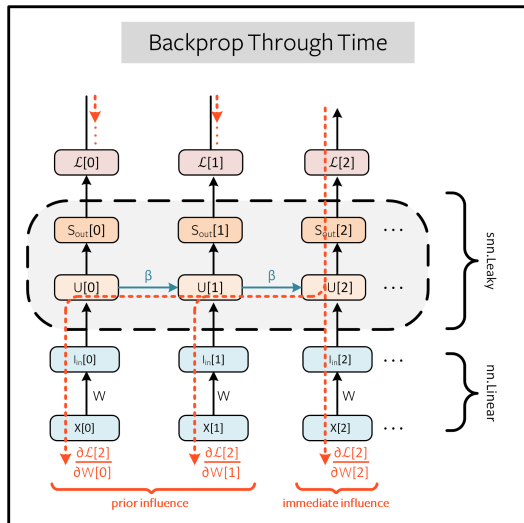 Backprop Through Time
ℒ[0] ℒ[1] ℒ[2]
S_out[0] S_out[1] S_out[2] ···
β β
U[0] U[1] U[2] ···
snn.Leaky
I_in[0] I_in[1] I_in[2] ···
W W W
nn.Linear
X[0] X[1] X[2] ···
∂ℒ[2] ∂ℒ[2] ∂ℒ[2]
∂W[0] ∂W[1] ∂W[2]
prior influence immediate influence